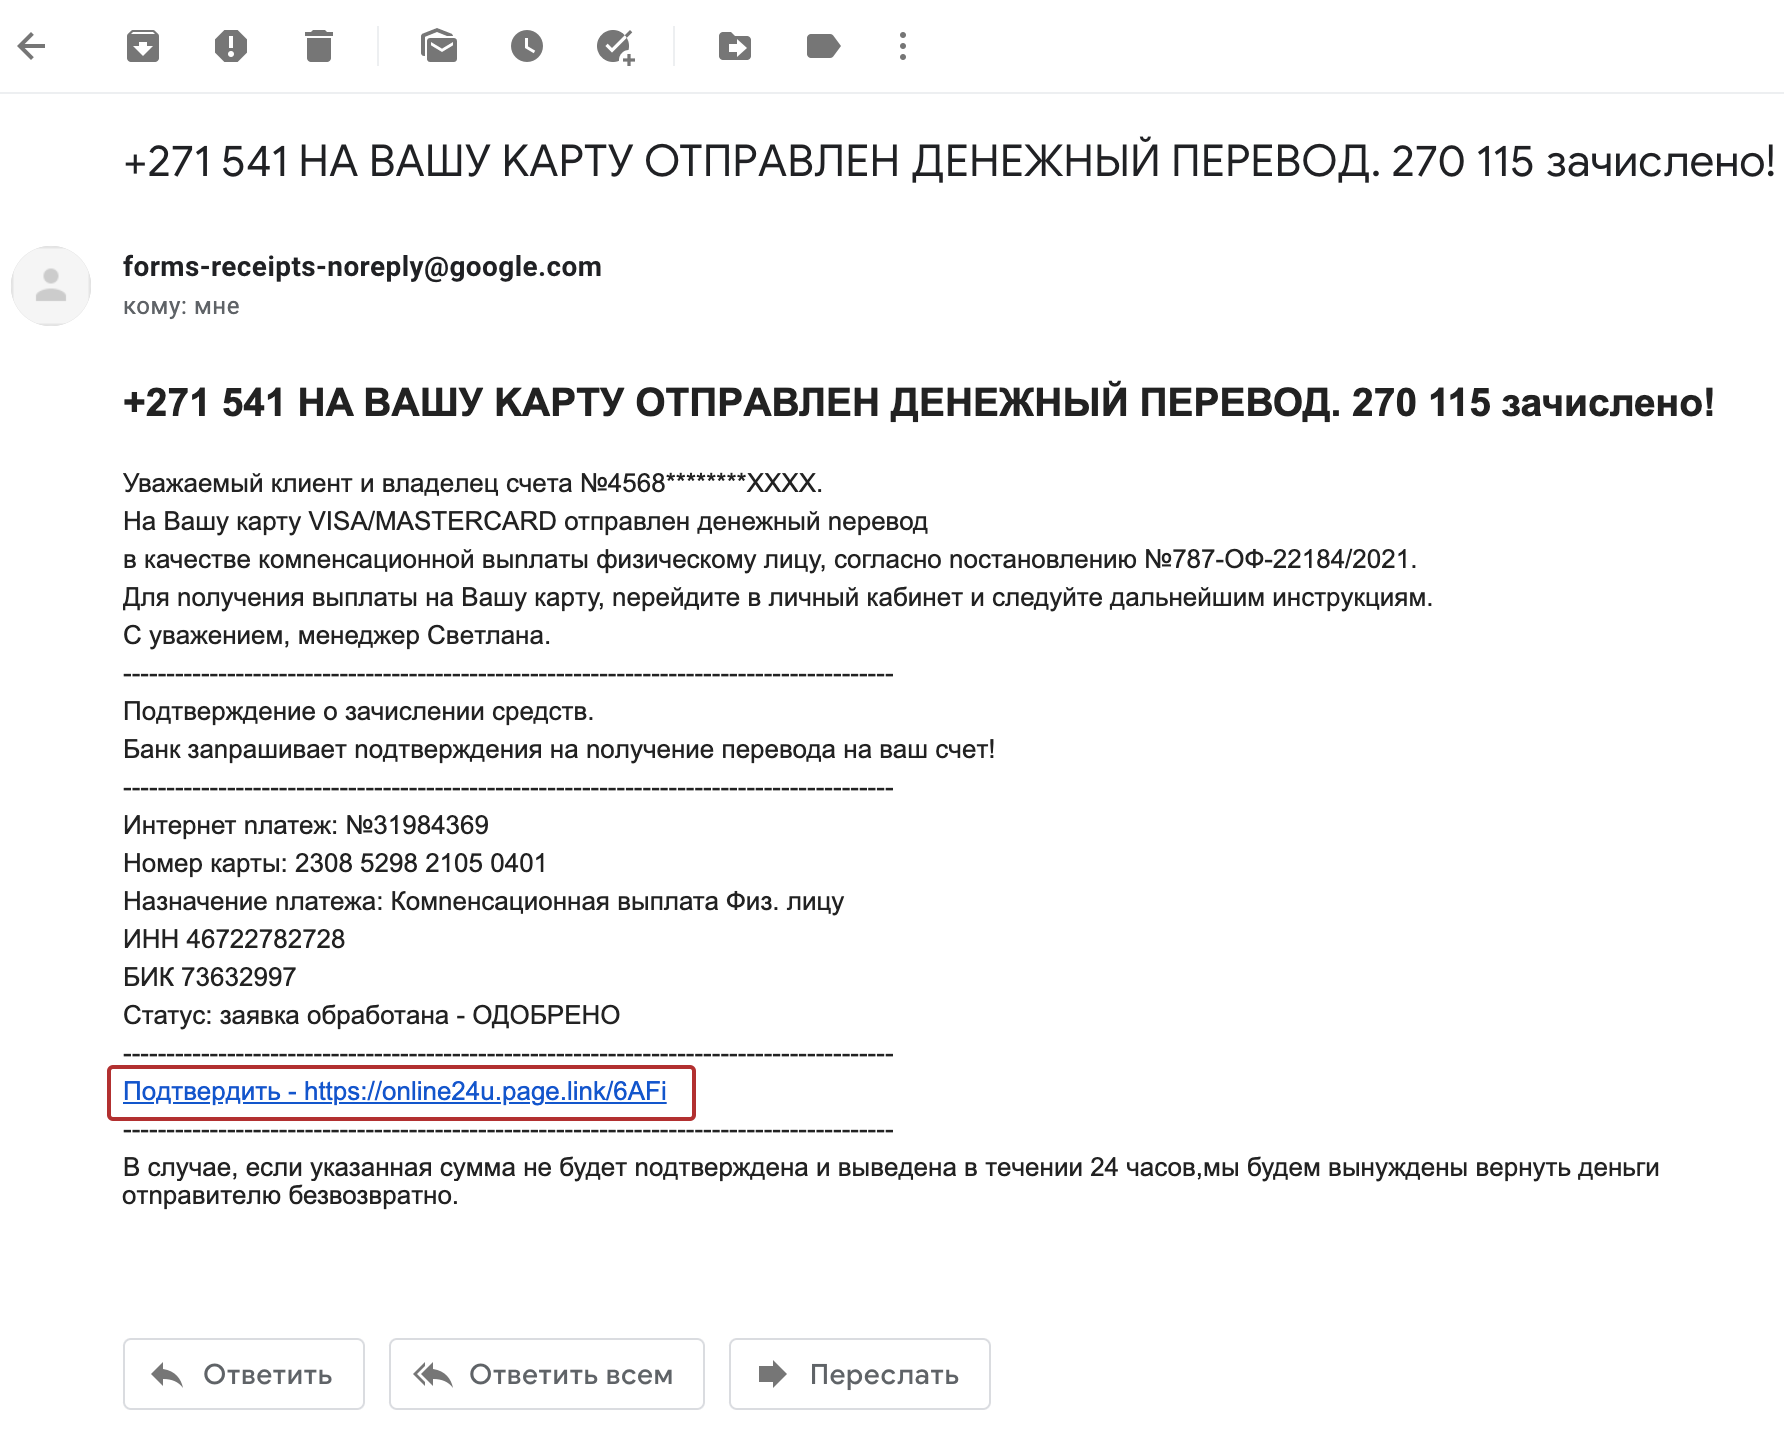 +271 541 НА ВАШУ КАРТУ ОТПРАВЛЕН ДЕНЕЖНЫЙ ПЕРЕВОД. 270 115 зачислено!
forms-receipts-noreply@google.com
кому: мне
+271 541 НА ВАШУ КАРТУ ОТПРАВЛЕН ДЕНЕЖНЫЙ ПЕРЕВОД. 270 115 зачислено!
Уважаемый клиент и владелец счета №4568********XXXX.
На Вашу карту VISA/MASTERCARD отправлен денежный перевод
в качестве компенсационной выплаты физическому лицу, согласно постановлению №787-ОФ-22184/2021.
Для получения выплаты на Вашу карту, перейдите в личный кабинет и следуйте дальнейшим инструкциям.
С уважением, менеджер Светлана.
-----------------------------------------------------------------------------------------
Подтверждение о зачислении средств.
Банк запрашивает подтверждения на получение перевода на ваш счет!
-----------------------------------------------------------------------------------------
Интернет платеж: №31984369
Номер карты: 2308 5298 2105 0401
Назначение платежа: Компенсационная выплата Физ. лицу
ИНН 46722782728
БИК 73632997
Статус: заявка обработана - ОДОБРЕНО
-----------------------------------------------------------------------------------------
Подтвердить - https://online24u.page.link/6AFi
-----------------------------------------------------------------------------------------
В случае, если указанная сумма не будет подтверждена и выведена в течении 24 часов,мы будем вынуждены вернуть деньги
отправителю безвозвратно.
Ответить
Ответить всем
Переслать